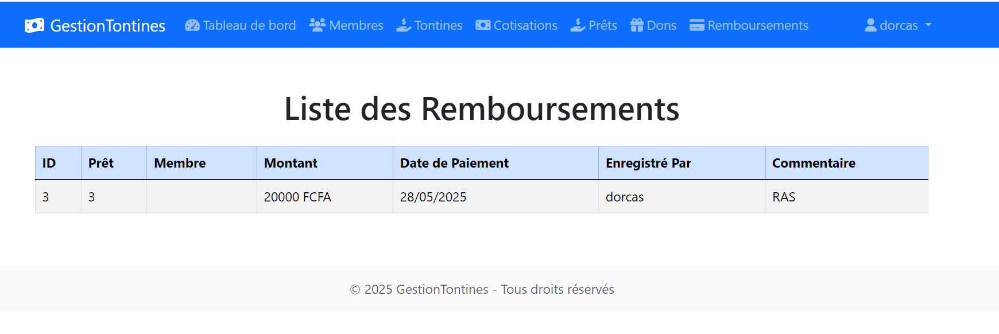 GestionTontines Tableau de bord Membres Tontines Cotisations Prêts Dons Remboursements dorcas
Liste des Remboursements
ID Prêt Membre Montant Date de Paiement Enregistré Par Commentaire
3 3 20000 FCFA 28/05/2025 dorcas RAS
© 2025 GestionTontines - Tous droits réservés